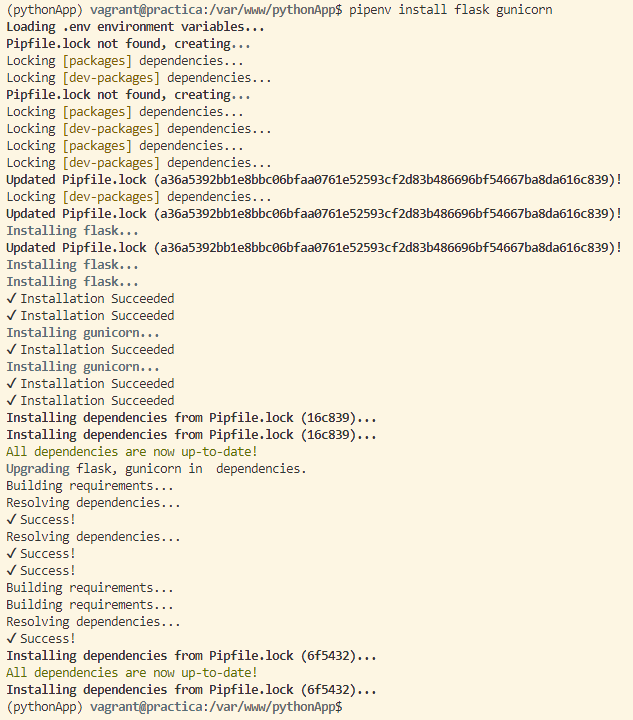 (pythonApp) vagrant@practica:/var/www/pythonApp$ pipenv install flask gunicorn
Loading .env environment variables...
Pipfile.lock not found, creating...
Locking [packages] dependencies...
Locking [dev-packages] dependencies...
Pipfile.lock not found, creating...
Locking [packages] dependencies...
Locking [dev-packages] dependencies...
Locking [packages] dependencies...
Locking [dev-packages] dependencies...
Updated Pipfile.lock (a36a5392bb1e8bbc06bfaa0761e52593cf2d83b486696bf54667ba8da616c839)!
Locking [dev-packages] dependencies...
Updated Pipfile.lock (a36a5392bb1e8bbc06bfaa0761e52593cf2d83b486696bf54667ba8da616c839)!
Installing flask...
Updated Pipfile.lock (a36a5392bb1e8bbc06bfaa0761e52593cf2d83b486696bf54667ba8da616c839)!
Installing flask...
Installing flask...
✓ Installation Succeeded
✓ Installation Succeeded
Installing gunicorn...
✓ Installation Succeeded
Installing gunicorn...
✓ Installation Succeeded
✓ Installation Succeeded
Installing dependencies from Pipfile.lock (16c839)...
Installing dependencies from Pipfile.lock (16c839)...
All dependencies are now up-to-date!
Upgrading flask, gunicorn in  dependencies.
Building requirements...
Resolving dependencies...
✓ Success!
Resolving dependencies...
✓ Success!
✓ Success!
Building requirements...
Building requirements...
Resolving dependencies...
✓ Success!
Installing dependencies from Pipfile.lock (6f5432)...
All dependencies are now up-to-date!
Installing dependencies from Pipfile.lock (6f5432)...
(pythonApp) vagrant@practica:/var/www/pythonApp$